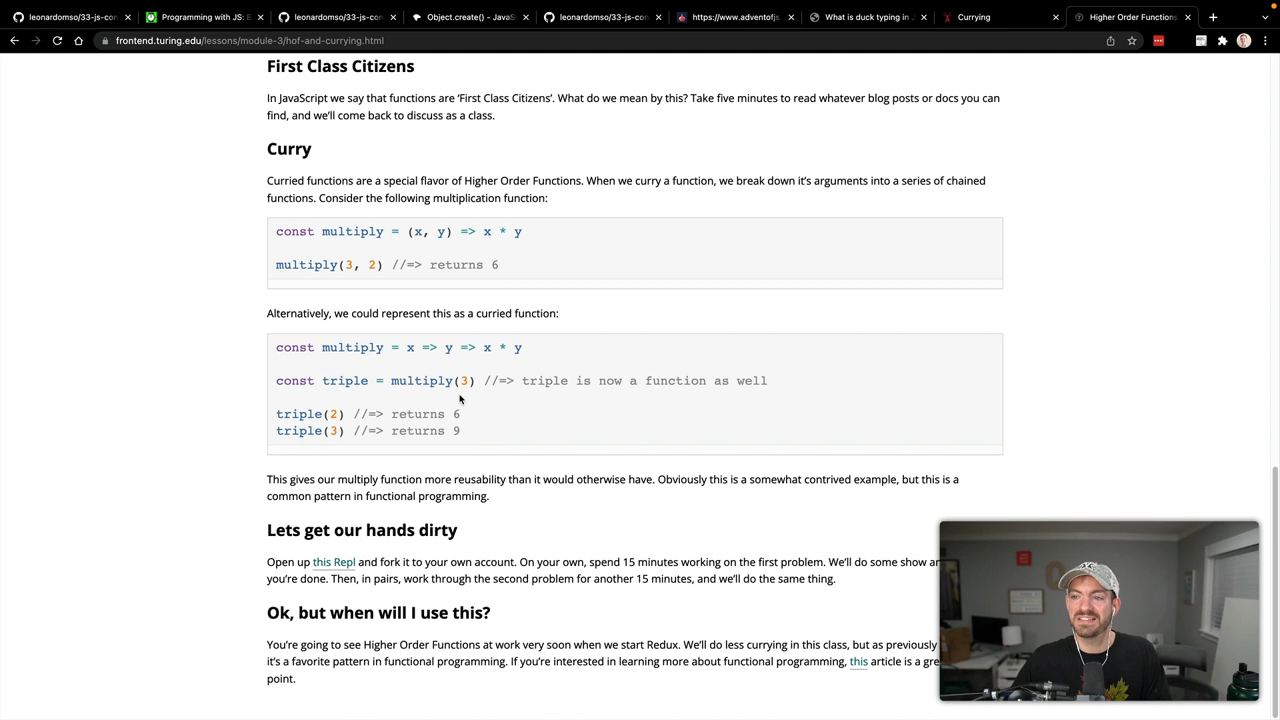 leonardomso/33-js-con
Programming with JS: E
leonardomso/33-js-con
Object.create() - JavaSc
leonardomso/33-js-con
https://www.adventofjs.
What is duck typing in J
Currying
Higher Order Functions
frontend.turing.edu/lessons/module-3/hof-and-currying.html
First Class Citizens
In JavaScript we say that functions are ‘First Class Citizens’. What do we mean by this? Take five minutes to read whatever blog posts or docs you can
find, and we’ll come back to discuss as a class.
Curry
Curried functions are a special flavor of Higher Order Functions. When we curry a function, we break down it’s arguments into a series of chained
functions. Consider the following multiplication function:
const multiply = (x, y) => x * y
multiply(3, 2) //=> returns 6
Alternatively, we could represent this as a curried function:
const multiply = x => y => x * y
const triple = multiply(3) //=> triple is now a function as well
triple(2) //=> returns 6
triple(3) //=> returns 9
This gives our multiply function more reusability than it would otherwise have. Obviously this is a somewhat contrived example, but this is a
common pattern in functional programming.
Lets get our hands dirty
Open up this Repl and fork it to your own account. On your own, spend 15 minutes working on the first problem. We’ll do some show an
you’re done. Then, in pairs, work through the second problem for another 15 minutes, and we’ll do the same thing.
Ok, but when will I use this?
You’re going to see Higher Order Functions at work very soon when we start Redux. We’ll do less currying in this class, but as previously
it’s a favorite pattern in functional programming. If you’re interested in learning more about functional programming, this article is a gre
point.